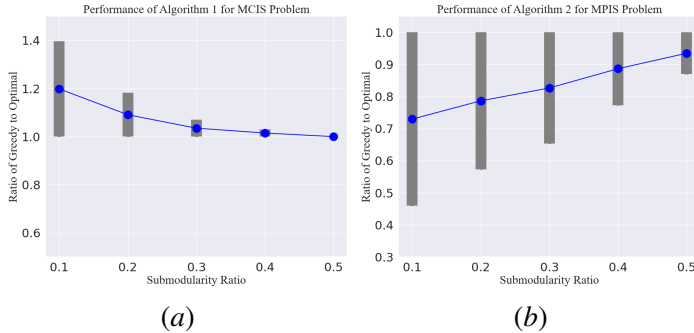 Performance of Algorithm 1 for MCIS Problem
Ratio of Greedy to Optimal
1.4
1.2
1.0
0.8
0.6
0.1 0.2 0.3 0.4 0.5
Submodularity Ratio
(a)
Performance of Algorithm 2 for MPIS Problem
Ratio of Greedy to Optimal
1.0
0.9
0.8
0.7
0.6
0.5
0.4
0.3
0.1 0.2 0.3 0.4 0.5
Submodularity Ratio
(b)